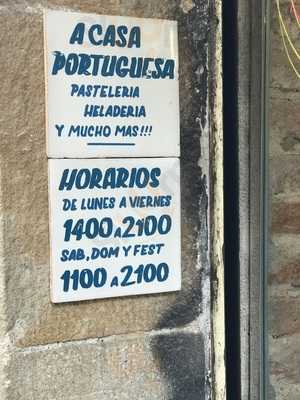 A CASA
PORTUGUESA
PASTELERIA
HELADERIA
Y MUCHO MAS!!!
HORARIOS
DE LUNES A VIERNES
1400 A 2100
SAB, DOM Y FEST
1100 A 2100